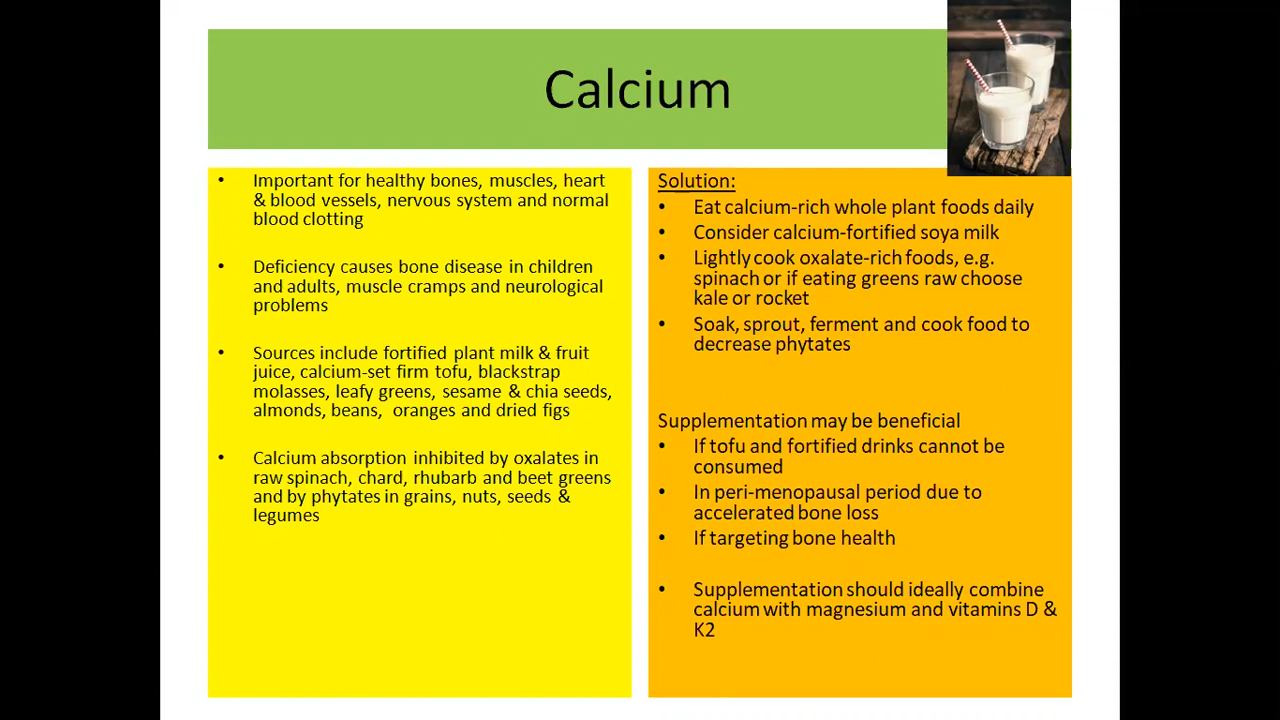 Calcium
• Important for healthy bones, muscles, heart
& blood vessels, nervous system and normal
blood clotting
• Deficiency causes bone disease in children
and adults, muscle cramps and neurological
problems
• Sources include fortified plant milk & fruit
juice, calcium-set firm tofu, blackstrap
molasses, leafy greens, sesame & chia seeds,
almonds, beans, oranges and dried figs
• Calcium absorption inhibited by oxalates in
raw spinach, chard, rhubarb and beet greens
and by phytates in grains, nuts, seeds &
legumes
Solution:
• Eat calcium-rich whole plant foods daily
• Consider calcium-fortified soya milk
• Lightly cook oxalate-rich foods, e.g.
spinach or if eating greens raw choose
kale or rocket
• Soak, sprout, ferment and cook food to
decrease phytates
Supplementation may be beneficial
• If tofu and fortified drinks cannot be
consumed
• In peri-menopausal period due to
accelerated bone loss
• If targeting bone health
• Supplementation should ideally combine
calcium with magnesium and vitamins D &
K2